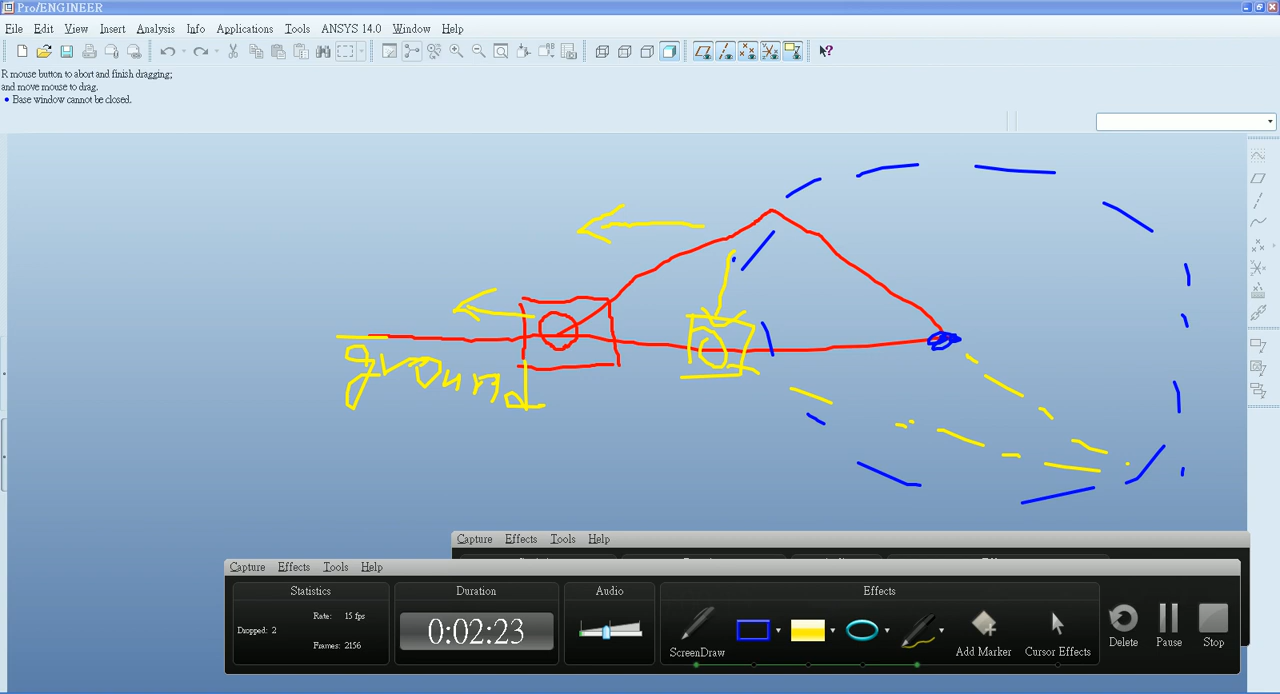 Pro/ENGINEER
File Edit View Insert Analysis Info Applications Tools ANSYS 14.0 Window Help
R mouse button to abort and finish dragging;
and move mouse to drag.
• Base window cannot be closed.
ground
Capture Effects Tools Help
Capture Effects Tools Help
Statistics Duration Audio Effects
Rate: 15 fps
Dropped: 2
Frames: 2156
0:02:23
ScreenDraw Add Marker Cursor Effects Delete Pause Stop